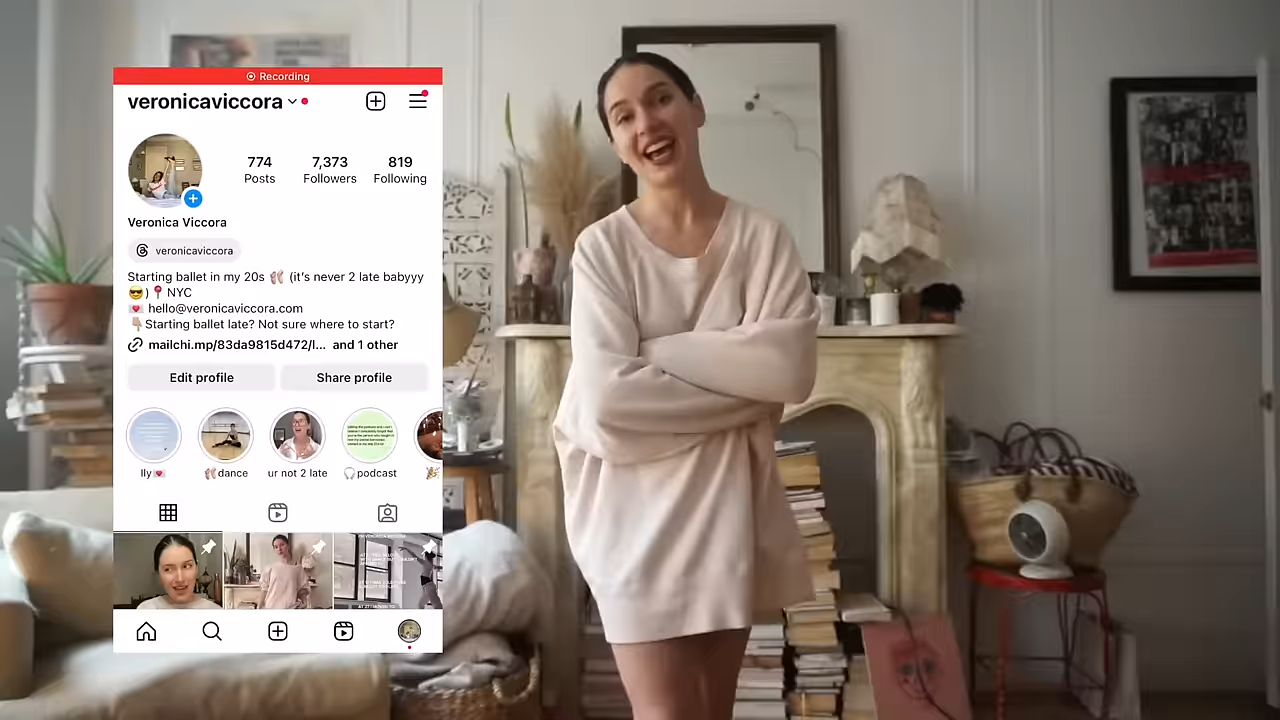 Recording
veronicaviccora
774 7,373 819
Posts Followers Following
Veronica Viccora
veronicaviccora
Starting ballet in my 20s 👣 (it's never 2 late babyyy
😎) 📍 NYC
💌 hello@veronicaviccora.com
👇🏼Starting ballet late? Not sure where to start?
mailchi.mp/83da9815d472/l... and 1 other
Edit profile Share profile
Ily💌 👣dance ur not 2 late 🎧podcast 🎉